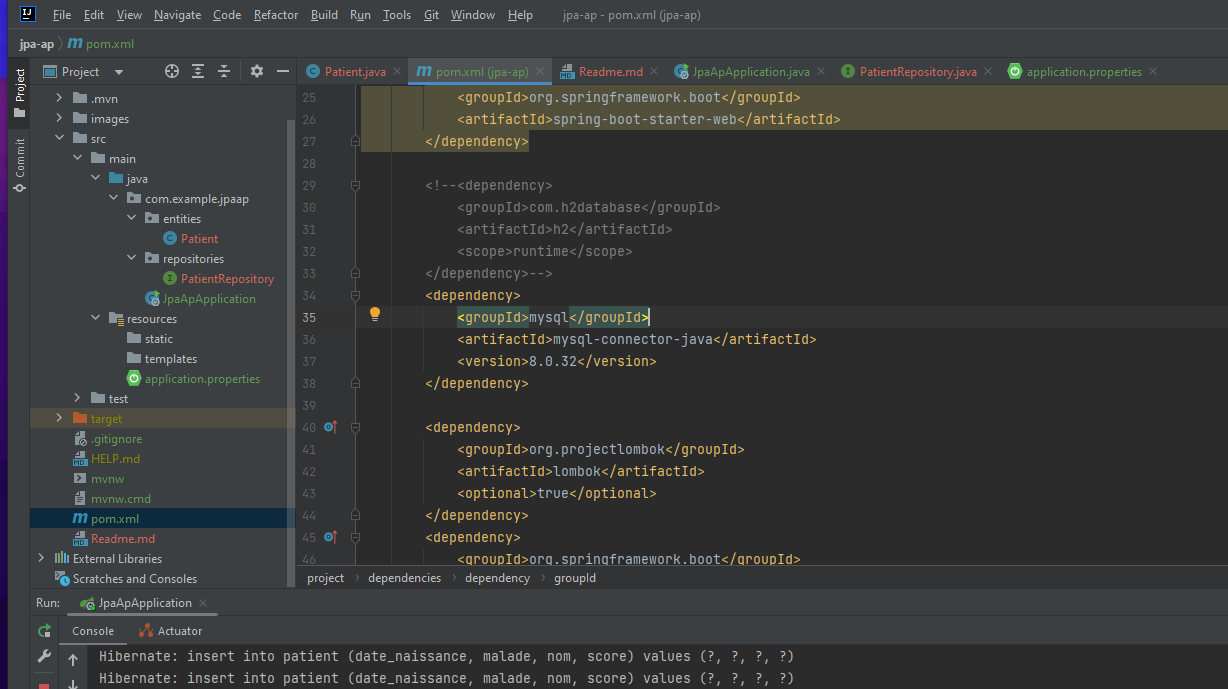 IJ File Edit View Navigate Code Refactor Build Run Tools Git Window Help jpa-ap - pom.xml (jpa-ap)
jpa-ap m pom.xml
Project
Commit
Project
.mvn
images
src
main
java
com.example.jpaap
entities
C Patient
repositories
I PatientRepository
JpaApApplication
resources
static
templates
application.properties
test
target
.gitignore
MD HELP.md
mvnw
mvnw.cmd
m pom.xml
MD Readme.md
External Libraries
Scratches and Consoles
C Patient.java m pom.xml (jpa-ap) MD Readme.md JpaApApplication.java I PatientRepository.java application.properties
25 <groupId>org.springframework.boot</groupId>
26 <artifactId>spring-boot-starter-web</artifactId>
27 </dependency>
28
29 <!--<dependency>
30 <groupId>com.h2database</groupId>
31 <artifactId>h2</artifactId>
32 <scope>runtime</scope>
33 </dependency>-->
34 <dependency>
35 <groupId>mysql</groupId>
36 <artifactId>mysql-connector-java</artifactId>
37 <version>8.0.32</version>
38 </dependency>
39
40 <dependency>
41 <groupId>org.projectlombok</groupId>
42 <artifactId>lombok</artifactId>
43 <optional>true</optional>
44 </dependency>
45 <dependency>
46 <groupId>org.springframework.boot</groupId>
project dependencies dependency groupId
Run: JpaApApplication
Console Actuator
Hibernate: insert into patient (date_naissance, malade, nom, score) values (?, ?, ?, ?)
Hibernate: insert into patient (date_naissance, malade, nom, score) values (?, ?, ?, ?)